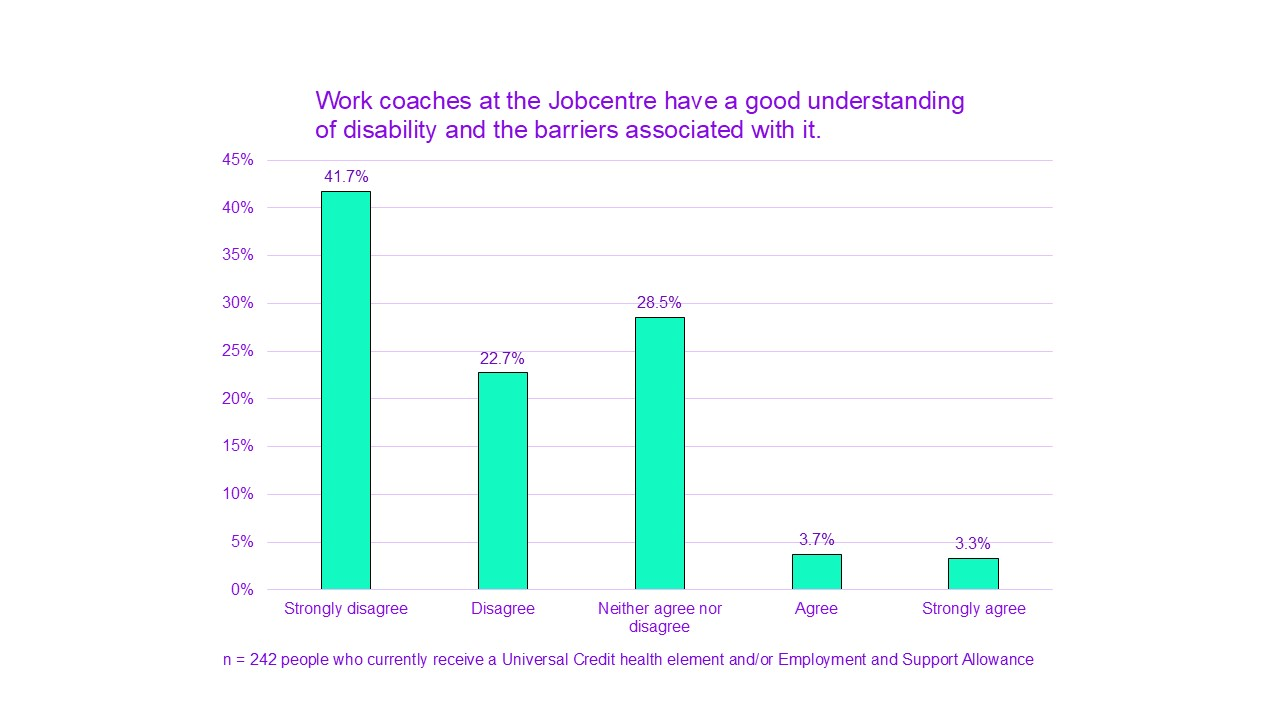 Work coaches at the Jobcentre have a good understanding
of disability and the barriers associated with it.
45%
41.7%
40%
35%
30%
28.5%
25%
22.7%
20%
15%
10%
5%
3.7%
3.3%
0%
Strongly disagree
Disagree
Neither agree nor
disagree
Agree
Strongly agree
n = 242 people who currently receive a Universal Credit health element and/or Employment and Support Allowance